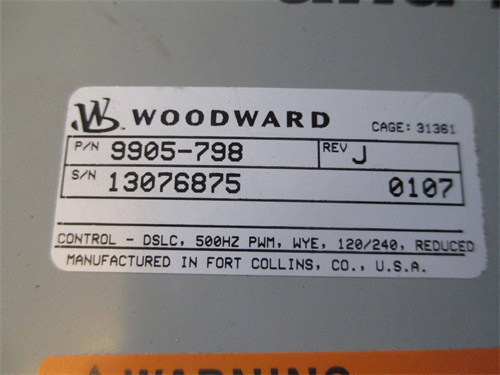 WOODWARD CAGE: 31361
P/N 9905-798 REV J
S/N 13076875 0107
CONTROL - DSLC, 500HZ PWM, WYE, 120/240, REDUCED
MANUFACTURED IN FORT COLLINS, CO., U.S.A.
WARNING